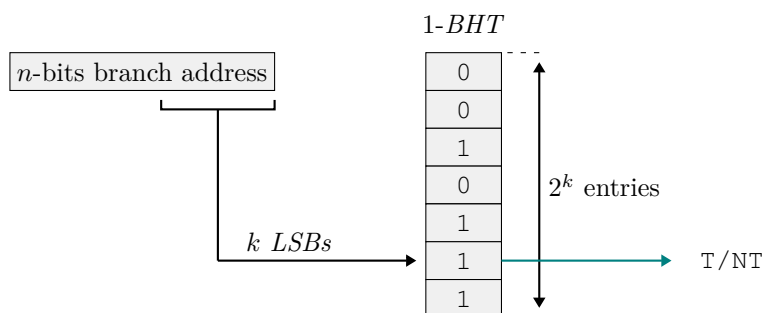 1-BHT
n-bits branch address
0
0
1
0
2^k entries
1
k LSBs
1
T/NT
1